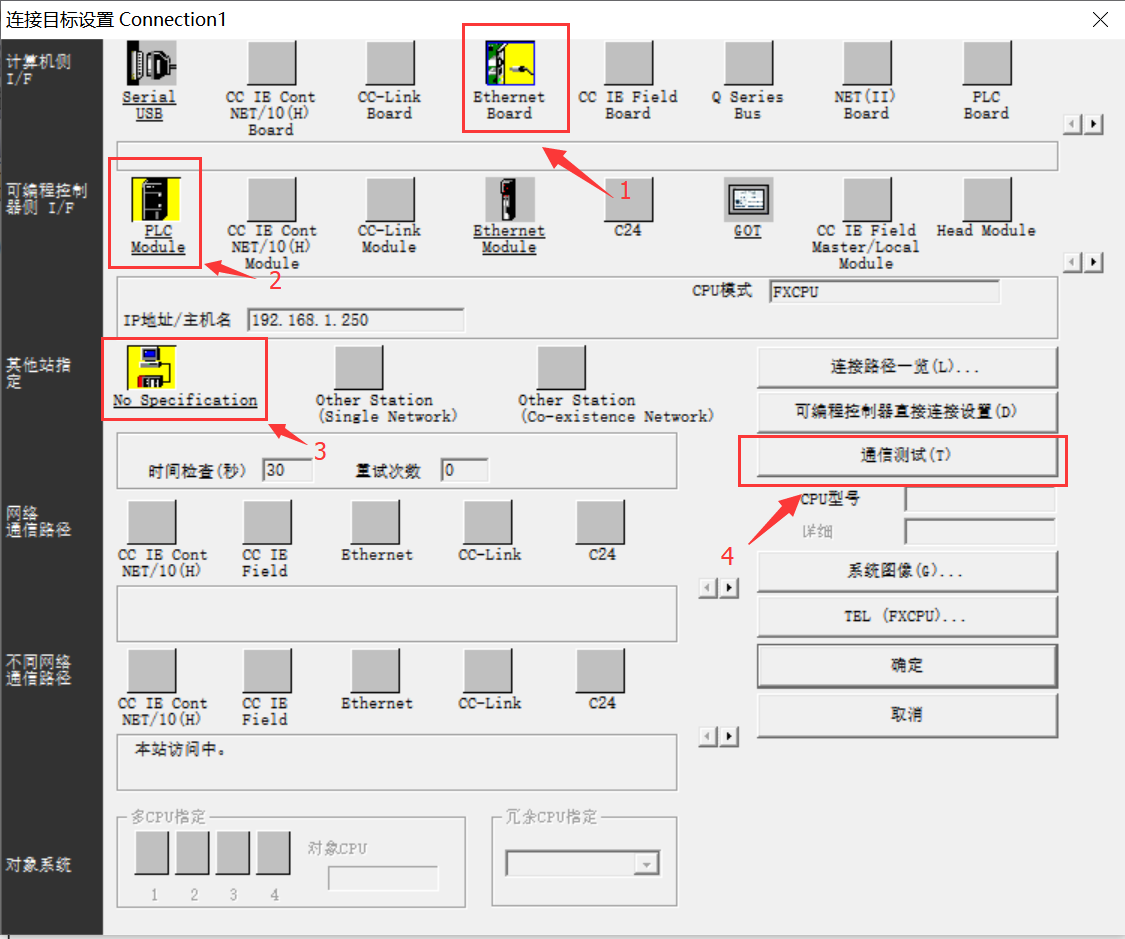 连接目标设置 Connection1
计算机侧
I/F
Serial
USB
CC IE Cont
NET/10(H)
Board
CC-Link
Board
Ethernet
Board
CC IE Field
Board
Q Series
Bus
NET(II)
Board
PLC
Board
1
可编程控制
器侧 I/F
PLC
Module
CC IE Cont
NET/10(H)
Module
CC-Link
Module
Ethernet
Module
C24
GOT
CC IE Field
Master/Local
Module
Head Module
2
CPU模式
FXCPU
IP地址/主机名
192.168.1.250
其他站指
定
No Specification
Other Station
(Single Network)
Other Station
(Co-existence Network)
3
连接路径一览(L)...
可编程控制器直接连接设置(D)
通信测试(T)
时间检查(秒)
30
重试次数
0
4
CPU型号
详细
网络
通信路径
CC IE Cont
NET/10(H)
CC IE
Field
Ethernet
CC-Link
C24
系统图像(G)...
TEL (FXCPU)...
确定
取消
不同网络
通信路径
CC IE Cont
NET/10(H)
CC IE
Field
Ethernet
CC-Link
C24
本站访问中。
对象系统
多CPU指定
1
2
3
4
对象CPU
冗余CPU指定